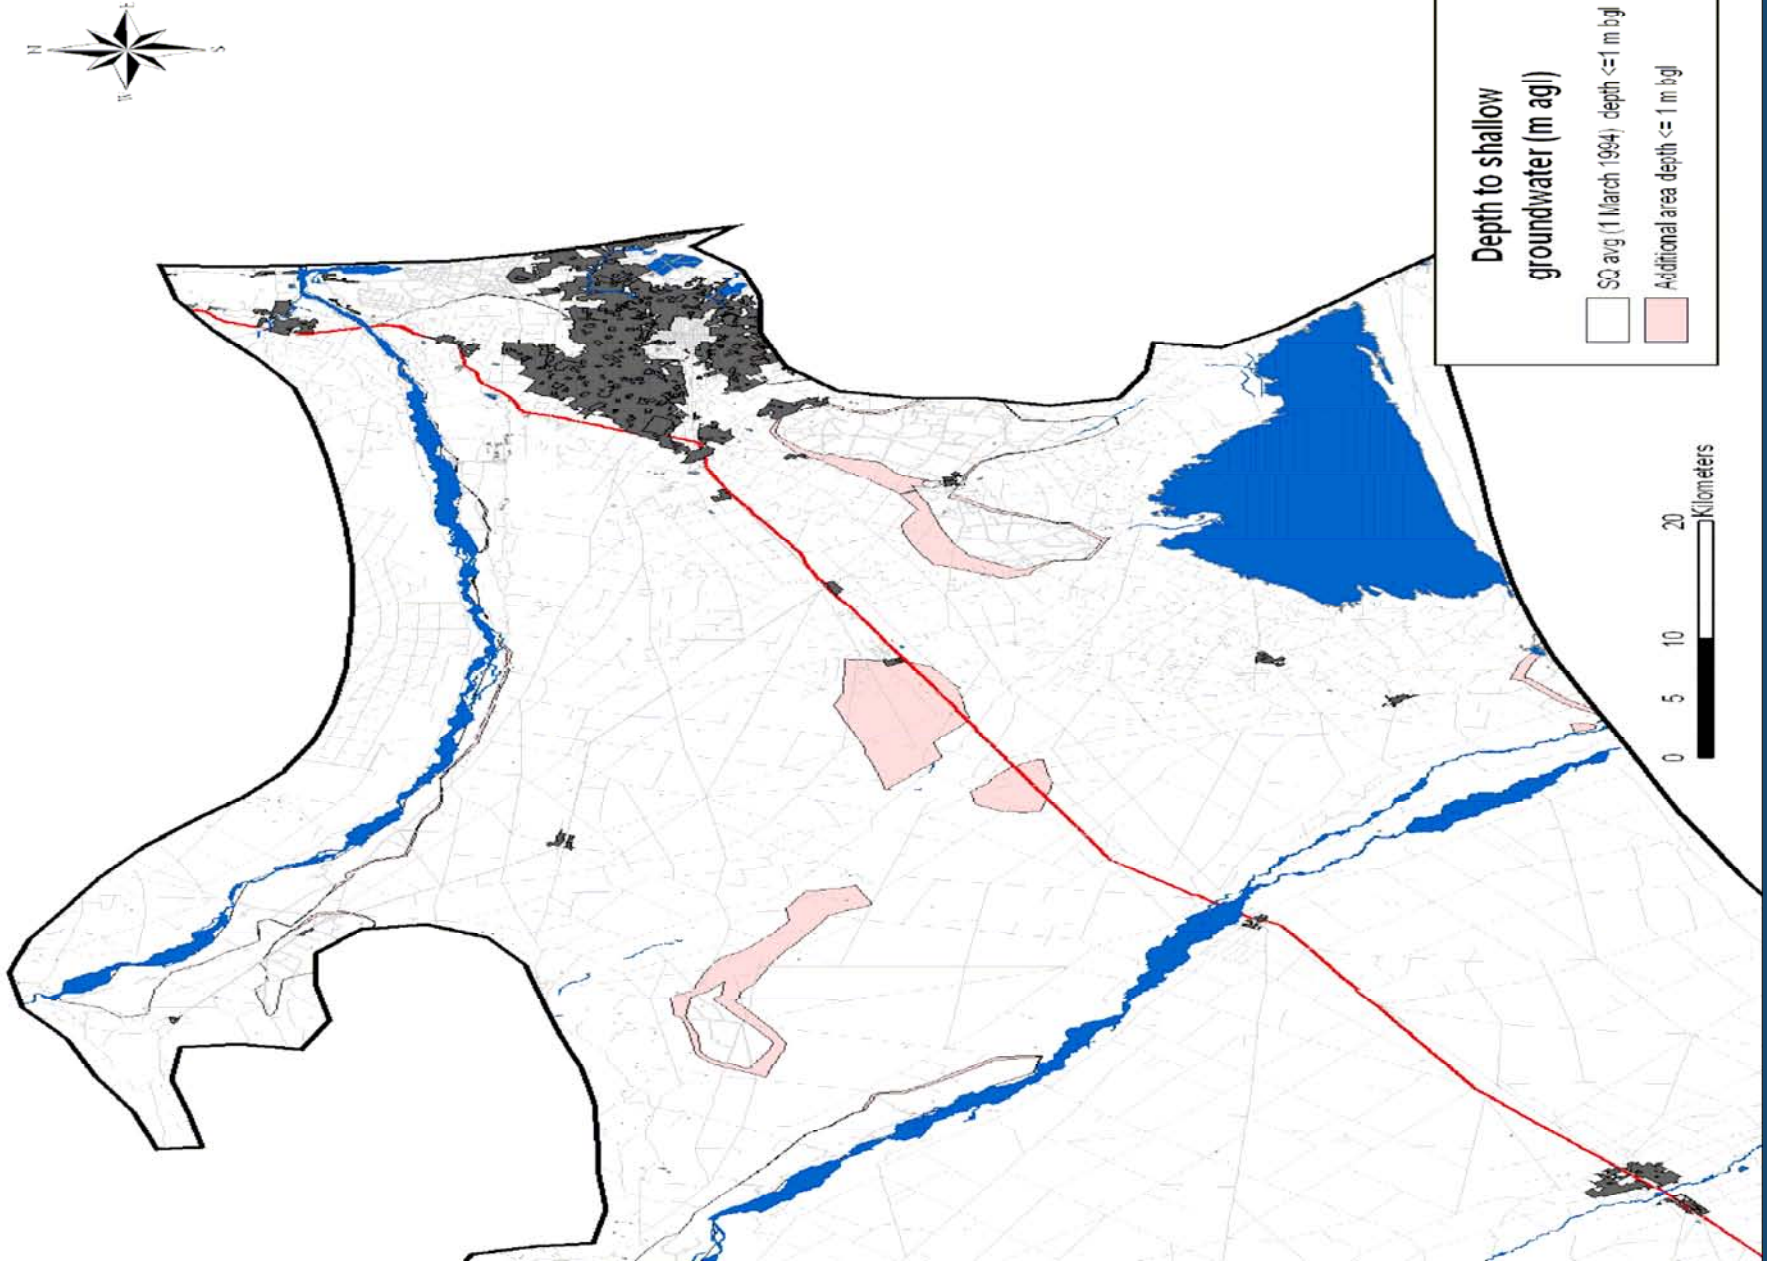 N
E
S
W
Depth to shallow
groundwater (m agl)
SQ avg (1 March 1994) depth <=1 m bgl
Additional area depth <= 1 m bgl
0 5 10 20
Kilometers